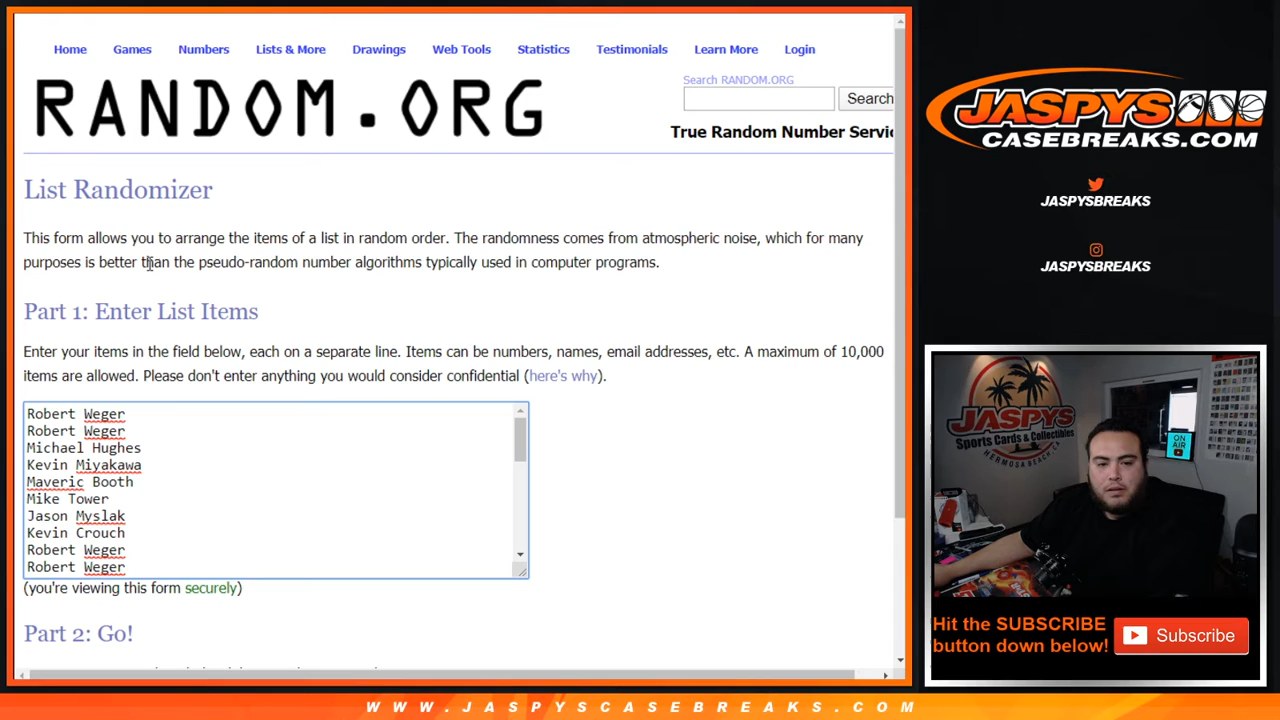 Home Games Numbers Lists & More Drawings Web Tools Statistics Testimonials Learn More Login
RANDOM.ORG
Search RANDOM.ORG
Search
True Random Number Servic
List Randomizer
This form allows you to arrange the items of a list in random order. The randomness comes from atmospheric noise, which for many
purposes is better than the pseudo-random number algorithms typically used in computer programs.
Part 1: Enter List Items
Enter your items in the field below, each on a separate line. Items can be numbers, names, email addresses, etc. A maximum of 10,000
items are allowed. Please don't enter anything you would consider confidential (here's why).
Robert Weger
Robert Weger
Michael Hughes
Kevin Miyakawa
Maveric Booth
Mike Tower
Jason Myslak
Kevin Crouch
Robert Weger
Robert Weger
(you're viewing this form securely)
Part 2: Go!
JASPYS
CASEBREAKS.COM
JASPYSBREAKS
JASPYSBREAKS
JASPYS
Sports Cards & Collectibles
HERMOSA BEACH, CA
ON
AIR
Hit the SUBSCRIBE
button down below!
Subscribe
WWW.JASPYSCASEBREAKS.COM